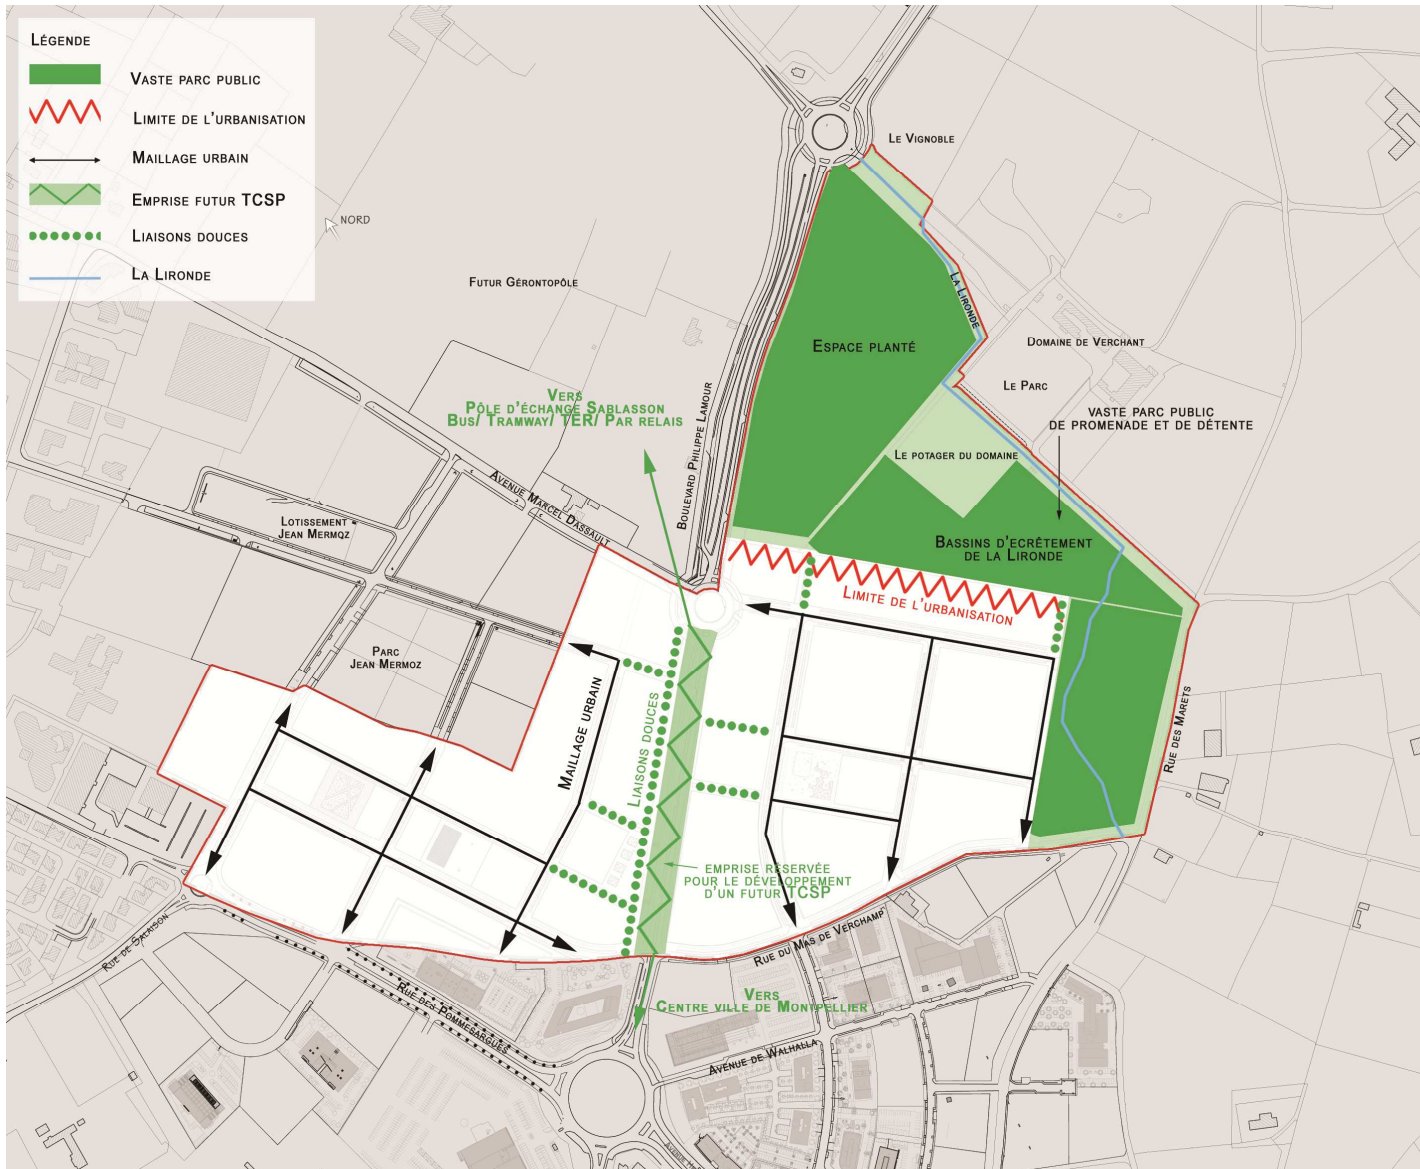 Légende
Vaste parc public
Limite de l'urbanisation
Maillage urbain
Emprise futur TCSP
Liaisons douces
La Lironde
Nord
Le Vignoble
Futur Gérontopôle
La Lironde
Domaine de Verchant
Espace planté
Le Parc
Vers
Pôle d'échange Sablasson
Bus/ Tramway/ TER/ Par relais
Boulevard Philippe Lamour
vaste parc public
de promenade et de détente
Le potager du domaine
Avenue Marcel Dassault
Lotissement
Jean Mermoz
Bassins d'ecrêtement
de la Lironde
Limite de l'urbanisation
Parc
Jean Mermoz
Maillage urbain
Liaisons douces
Rue des Marets
emprise réservée
pour le développement
d'un futur TCSP
Rue de Salaison
Rue du Mas de Verchamp
Rue des Pommesargues
Vers
Centre ville de Montpellier
Avenue de Walhalla